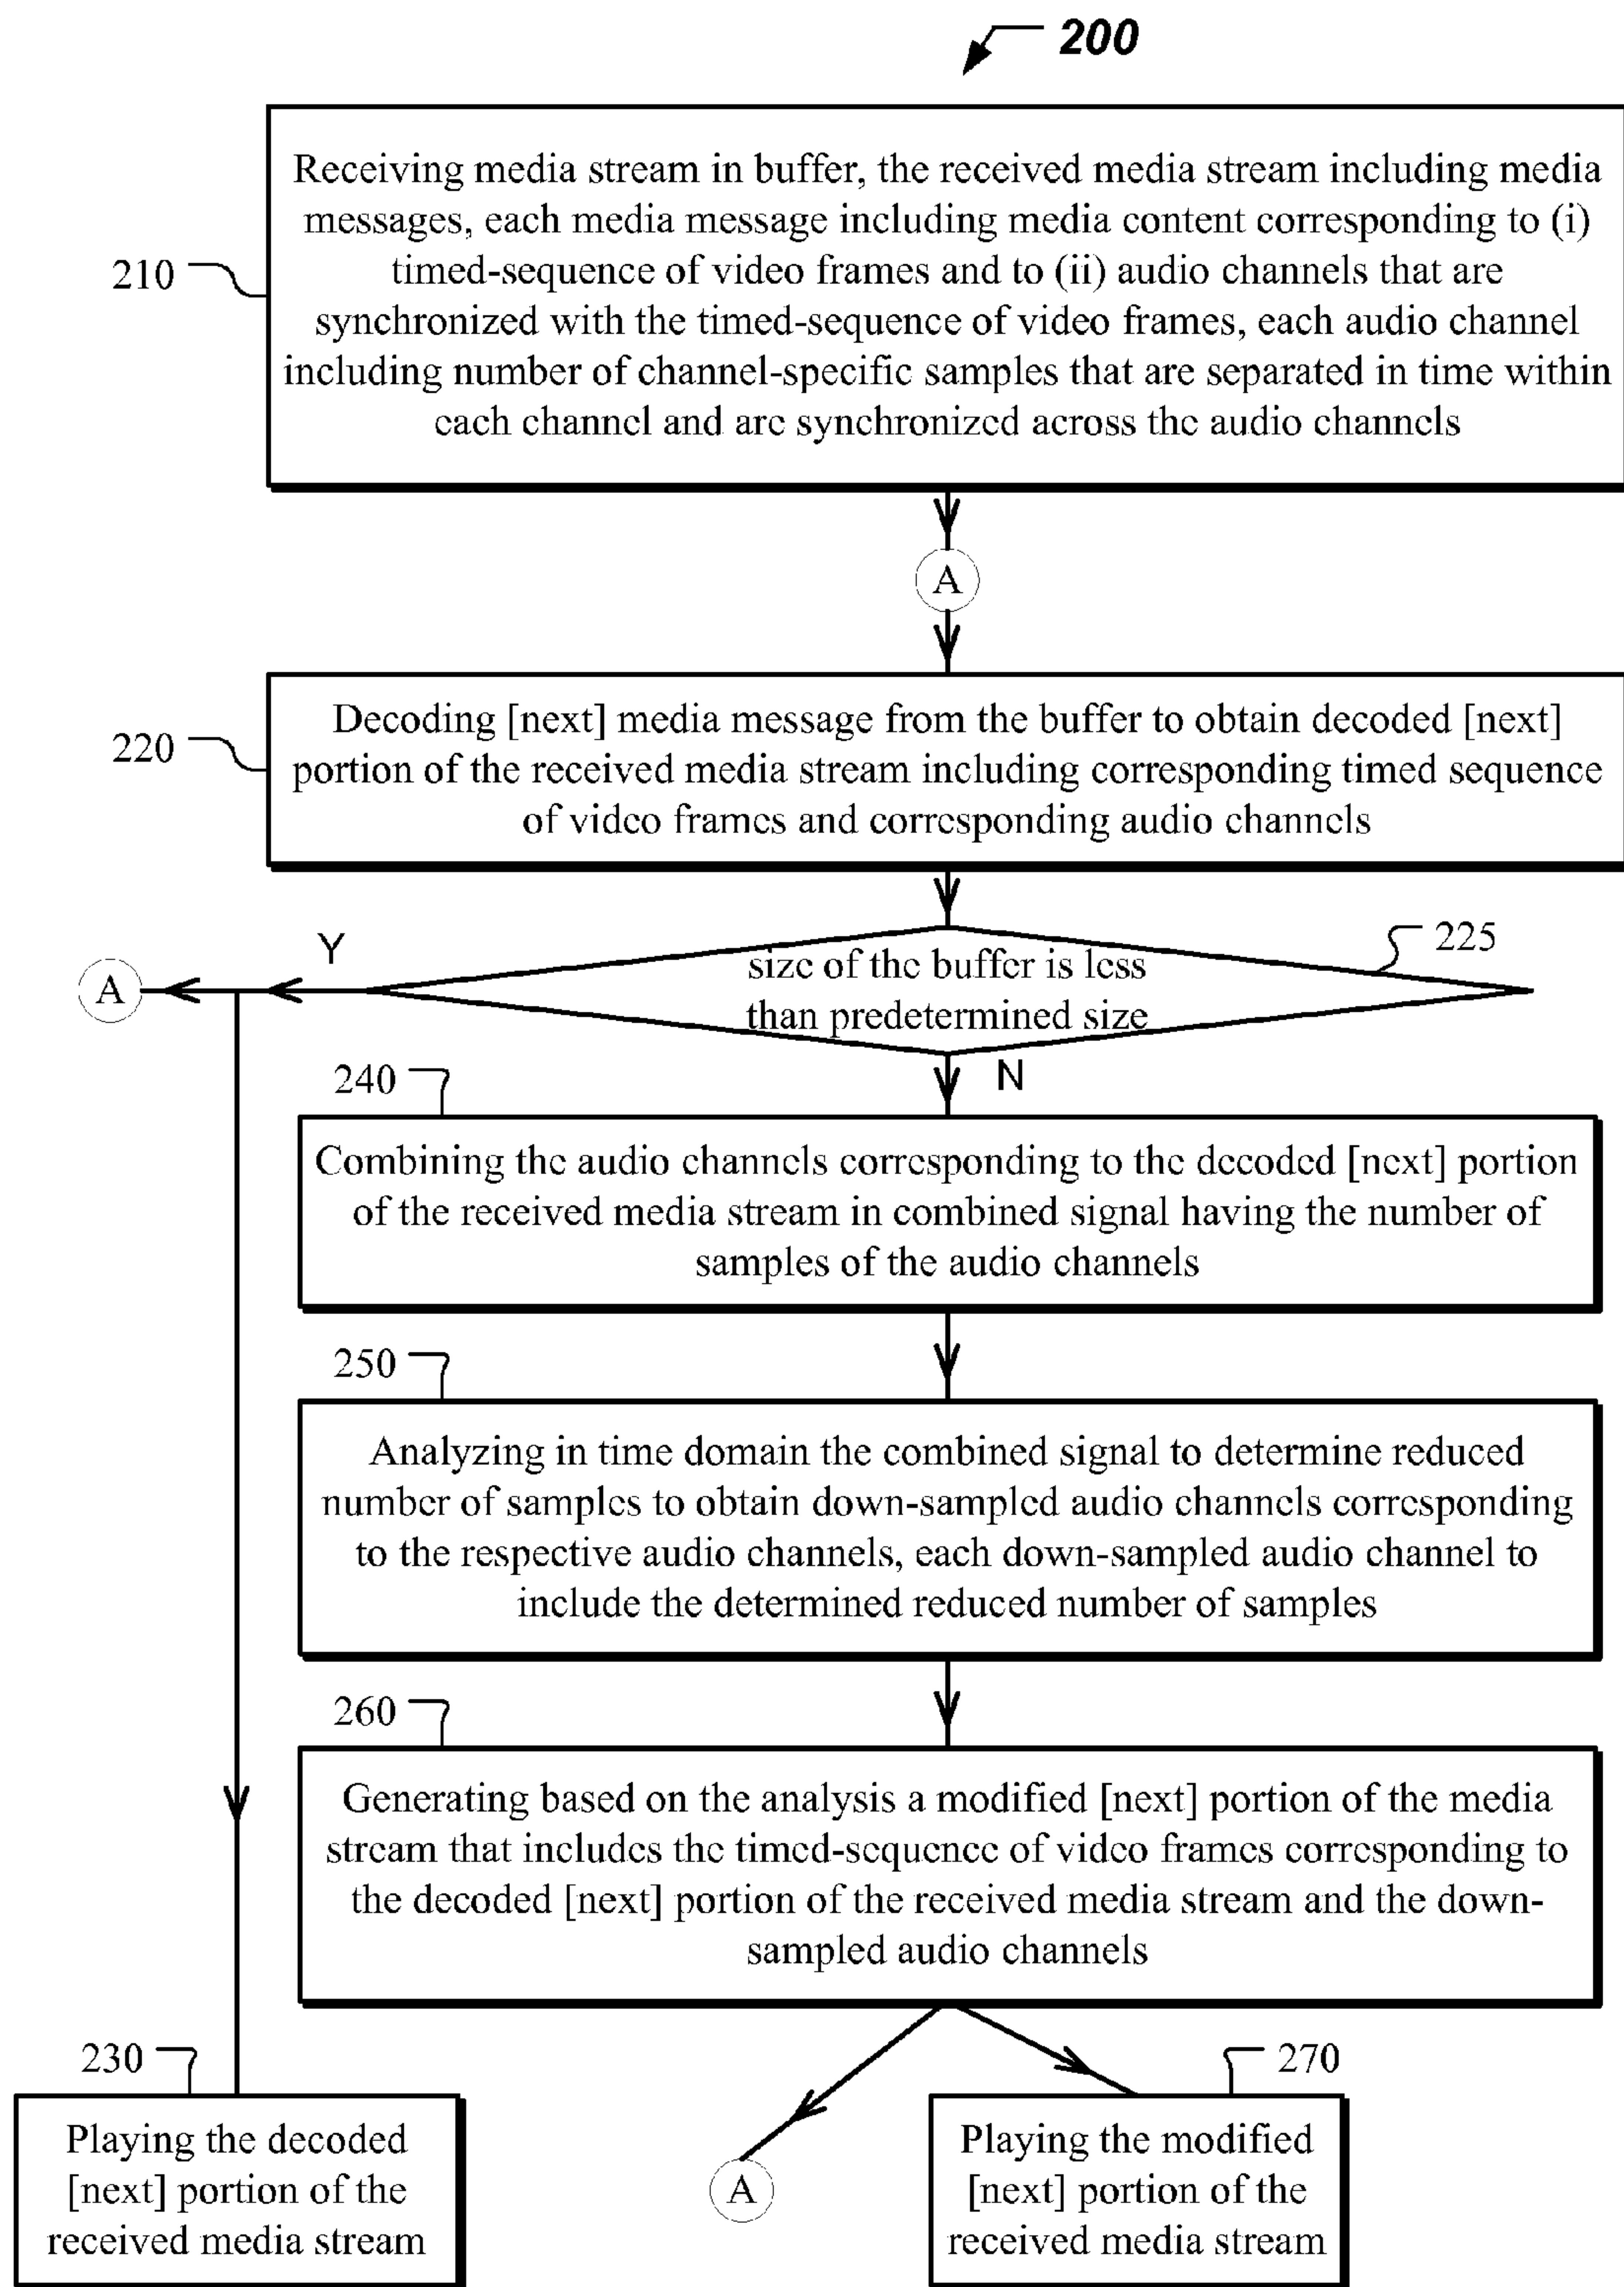 200
Receiving media stream in buffer, the received media stream including media
messages, each media message including media content corresponding to (i)
timed-sequence of video frames and to (ii) audio channels that are
synchronized with the timed-sequence of video frames, each audio channel
including number of channel-specific samples that are separated in time within
each channel and are synchronized across the audio channels
210
A
Decoding [next] media message from the buffer to obtain decoded [next]
portion of the received media stream including corresponding timed sequence
of video frames and corresponding audio channels
220
225
Y
A
size of the buffer is less
than predetermined size
N
240
Combining the audio channels corresponding to the decoded [next] portion
of the received media stream in combined signal having the number of
samples of the audio channels
250
Analyzing in time domain the combined signal to determine reduced
number of samples to obtain down-sampled audio channels corresponding
to the respective audio channels, each down-sampled audio channel to
include the determined reduced number of samples
260
Generating based on the analysis a modified [next] portion of the media
stream that includes the timed-sequence of video frames corresponding to
the decoded [next] portion of the received media stream and the down-
sampled audio channels
230
Playing the decoded
[next] portion of the
received media stream
A
270
Playing the modified
[next] portion of the
received media stream